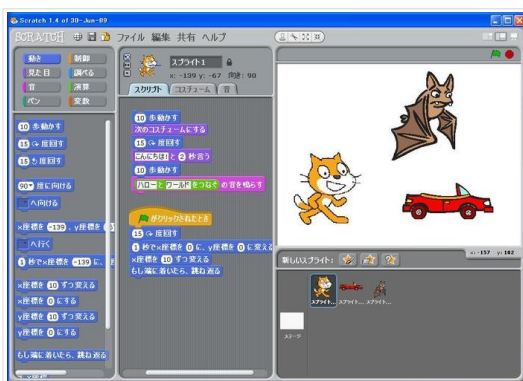 Scratch 1.4 of 30-Jun-09
SCRATCH ファイル 編集 共有 ヘルプ
動き 制御
見た目 調べる
音 演算
ペン 変数
10 歩動かす
15 度回す
15 度回す
90 度に向ける
へ向ける
x座標を -139 、y座標を
へ行く
1 秒でx座標を -139 に、
x座標を 10 ずつ変える
x座標を 0 にする
y座標を 10 ずつ変える
y座標を 0 にする
もし端に着いたら、跳ね返る
スプライト1
x: -139 y: -67 向き: 90
スクリプト コスチューム 音
10 歩動かす
次のコスチュームにする
15 度回す
こんにちは! と 2 秒言う
10 歩動かす
ハロー と ワールド をつなぐ の音を鳴らす
がクリックされたとき
15 度回す
1 秒でx座標を 0 に、y座標を 0 に変える
x座標を 10 ずつ変える
もし端に着いたら、跳ね返る
x: -157 y: 102
新しいスプライト:
スプライト... スプライト... スプライト...
ステージ